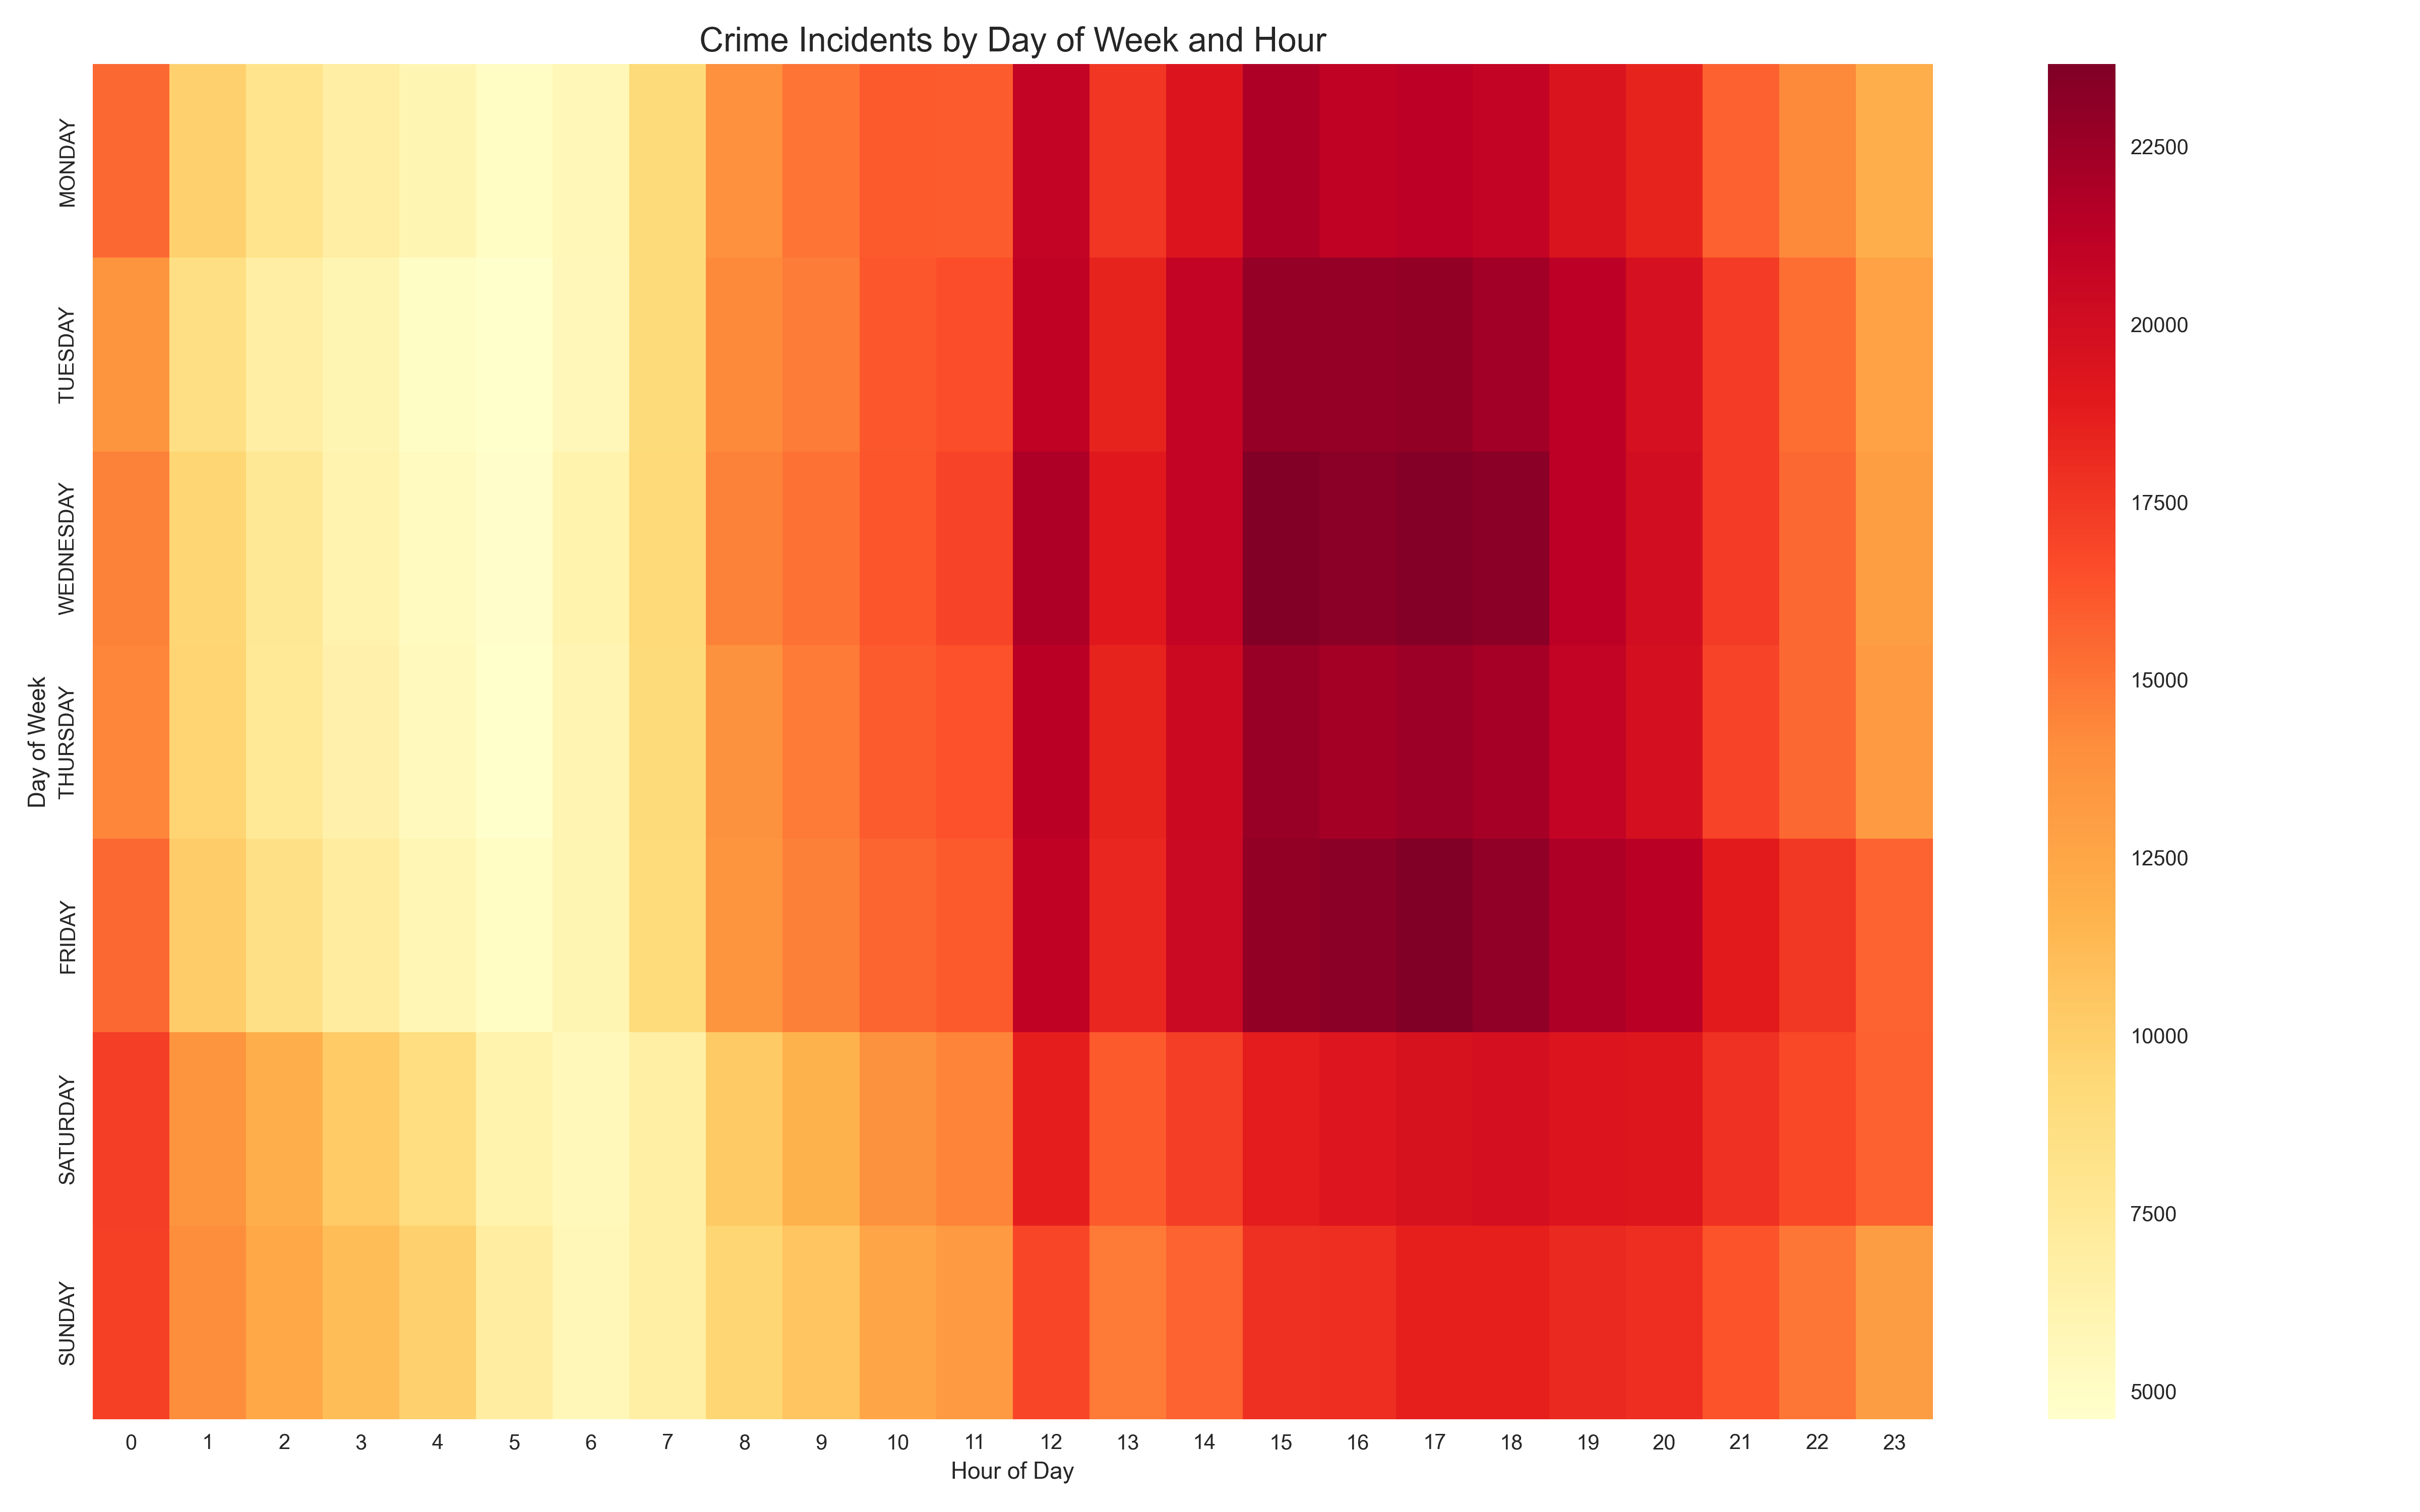 Crime Incidents by Day of Week and Hour
Day of Week
MONDAY
TUESDAY
WEDNESDAY
THURSDAY
FRIDAY
SATURDAY
SUNDAY
0 1 2 3 4 5 6 7 8 9 10 11 12 13 14 15 16 17 18 19 20 21 22 23
Hour of Day
22500
20000
17500
15000
12500
10000
7500
5000